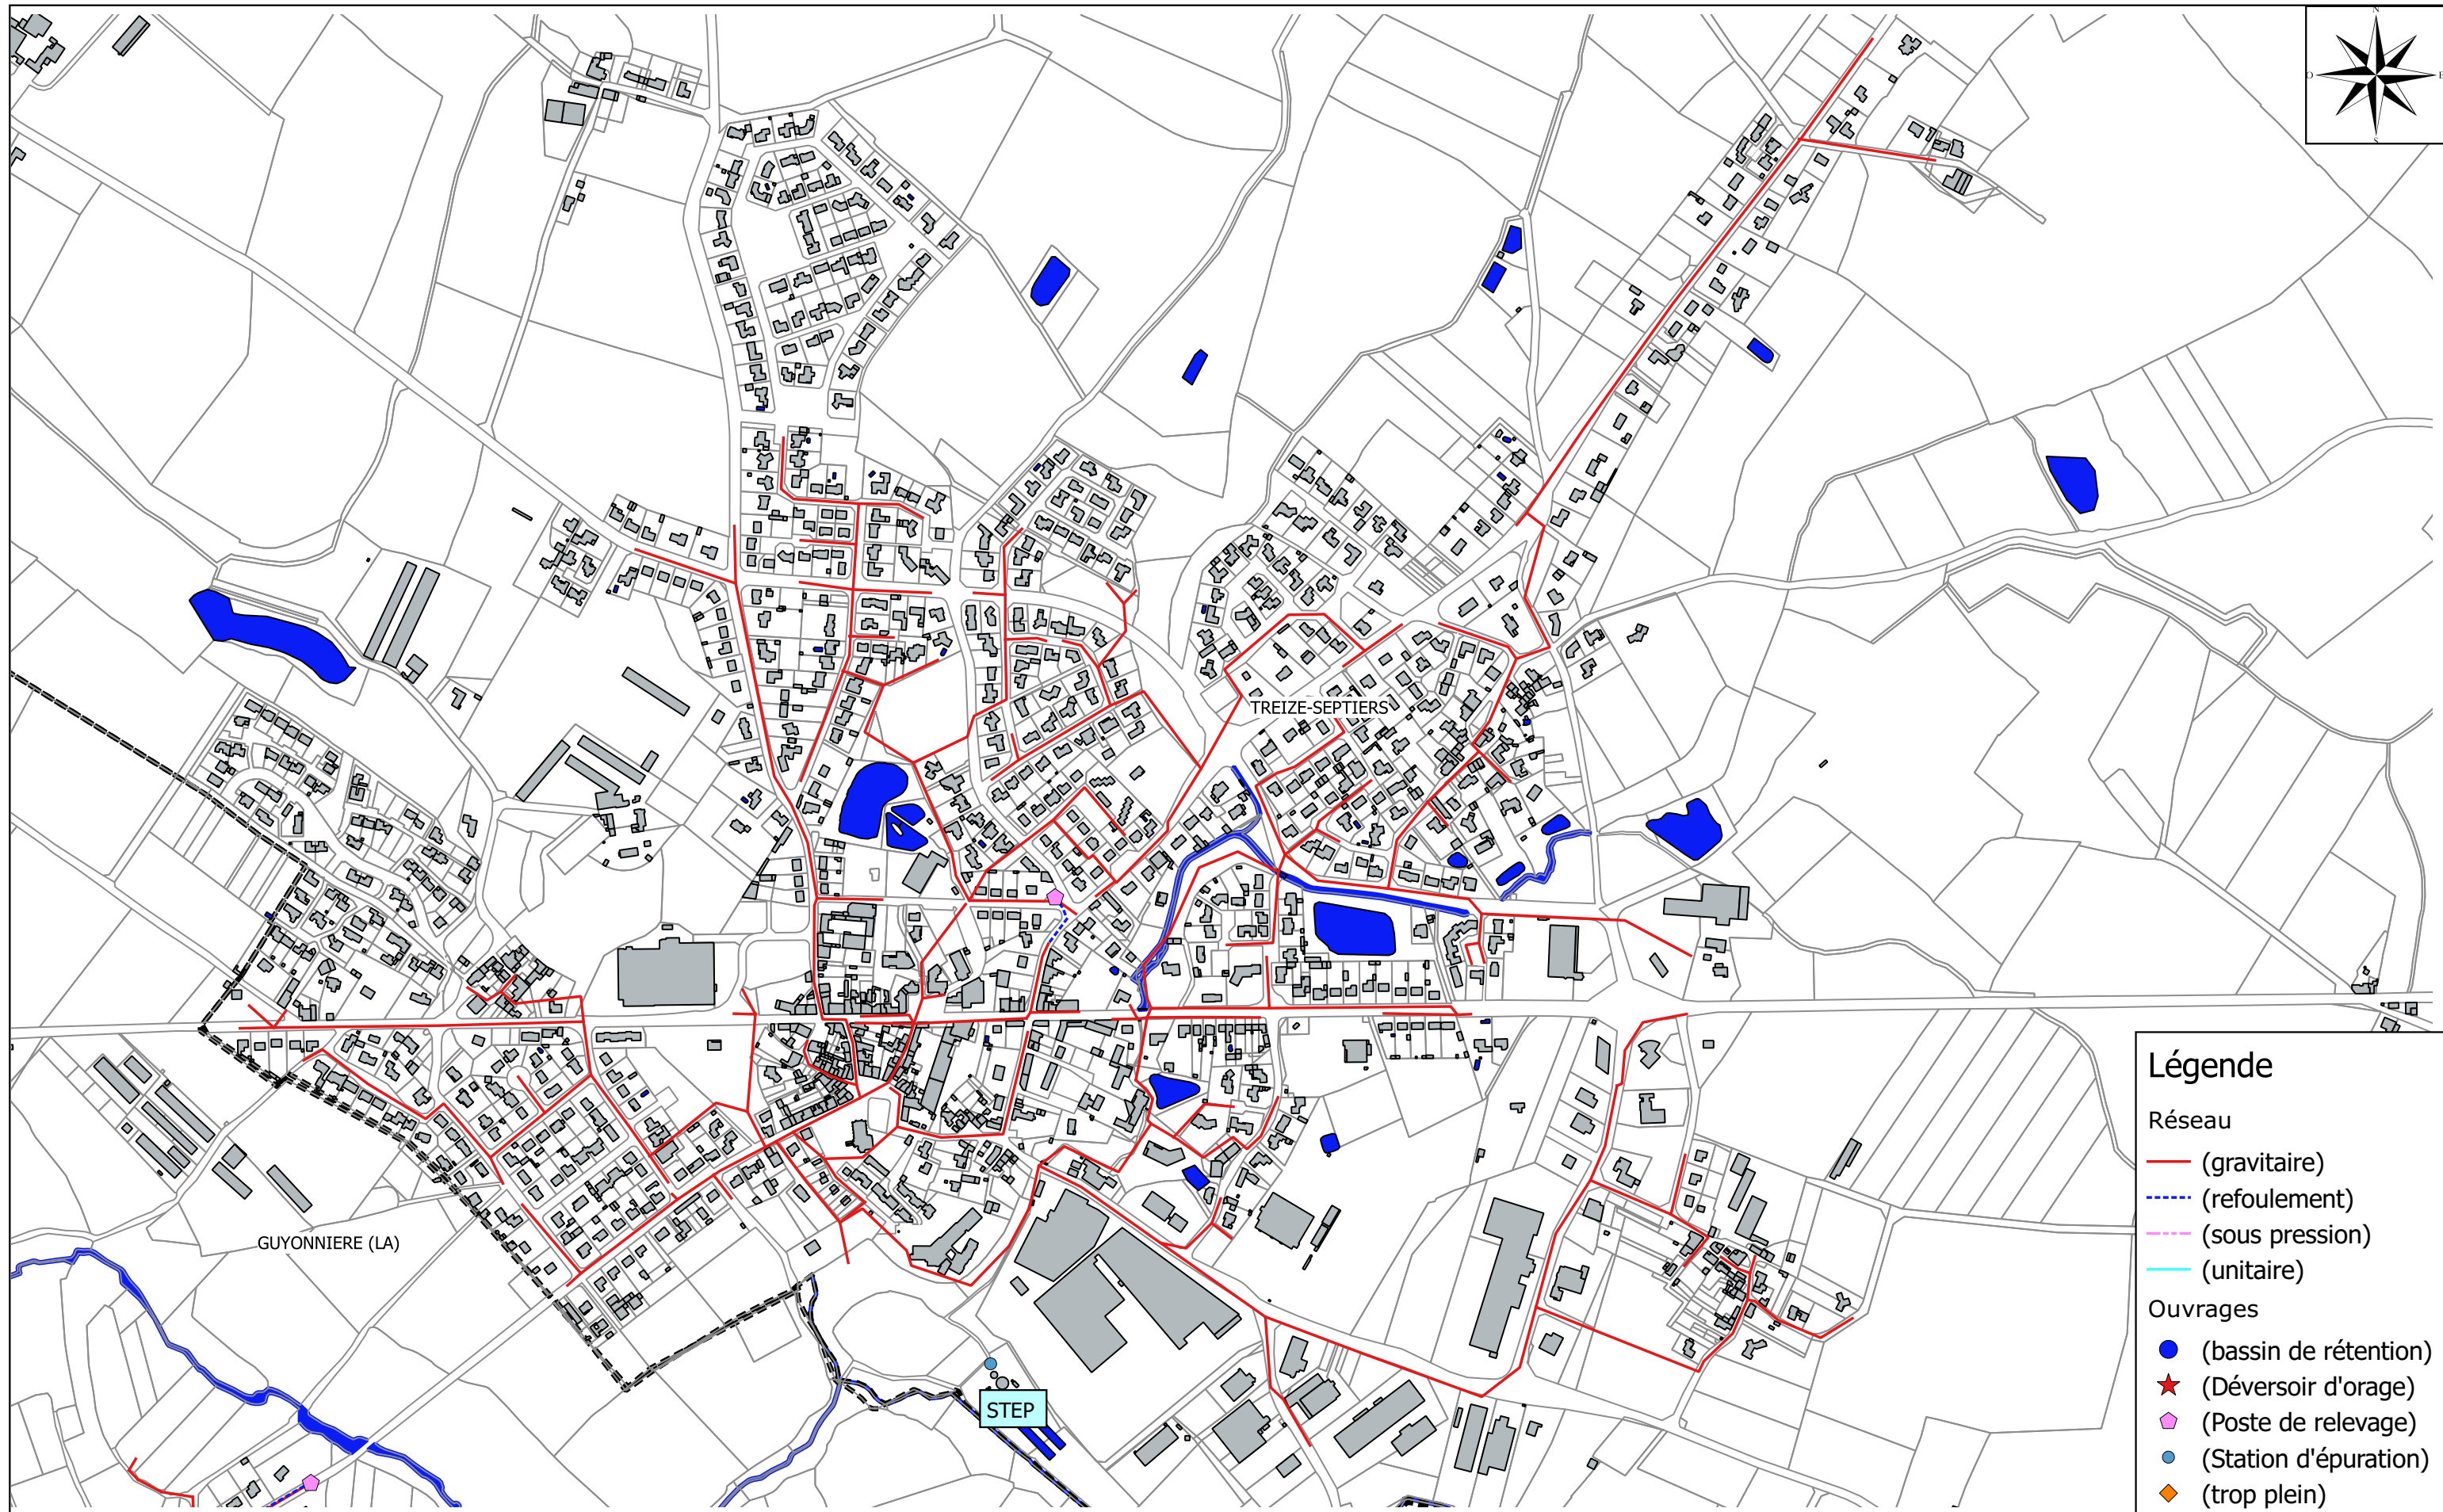 N
O
E
S
TREIZE-SEPTIERS
GUYONNIERE (LA)
STEP
Légende
Réseau
(gravitaire)
(refoulement)
(sous pression)
(unitaire)
Ouvrages
(bassin de rétention)
(Déversoir d'orage)
(Poste de relevage)
(Station d'épuration)
(trop plein)